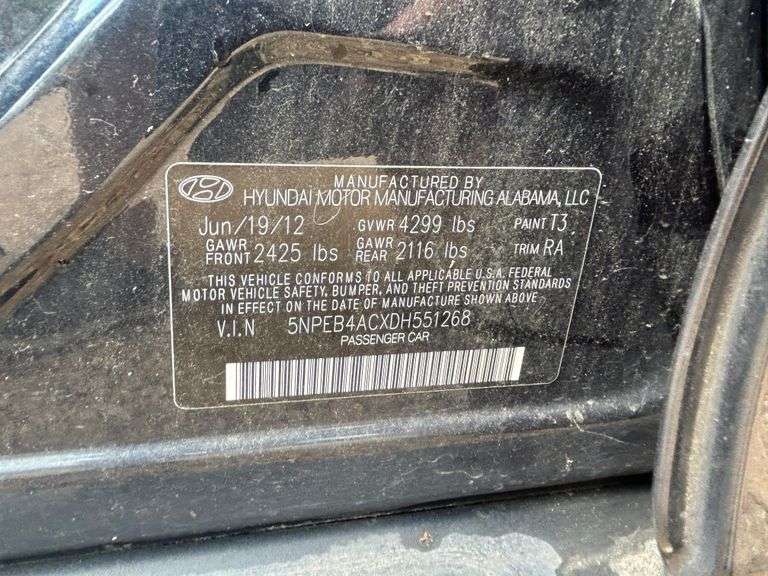 MANUFACTURED BY
HYUNDAI MOTOR MANUFACTURING ALABAMA, LLC
Jun/19/12 GVWR 4299 lbs PAINT T3
GAWR FRONT 2425 lbs GAWR REAR 2116 lbs TRIM RA
THIS VEHICLE CONFORMS TO ALL APPLICABLE U.S.A. FEDERAL
MOTOR VEHICLE SAFETY, BUMPER, AND THEFT PREVENTION STANDARDS
IN EFFECT ON THE DATE OF MANUFACTURE SHOWN ABOVE.
V.I.N 5NPEB4ACXDH551268
PASSENGER CAR